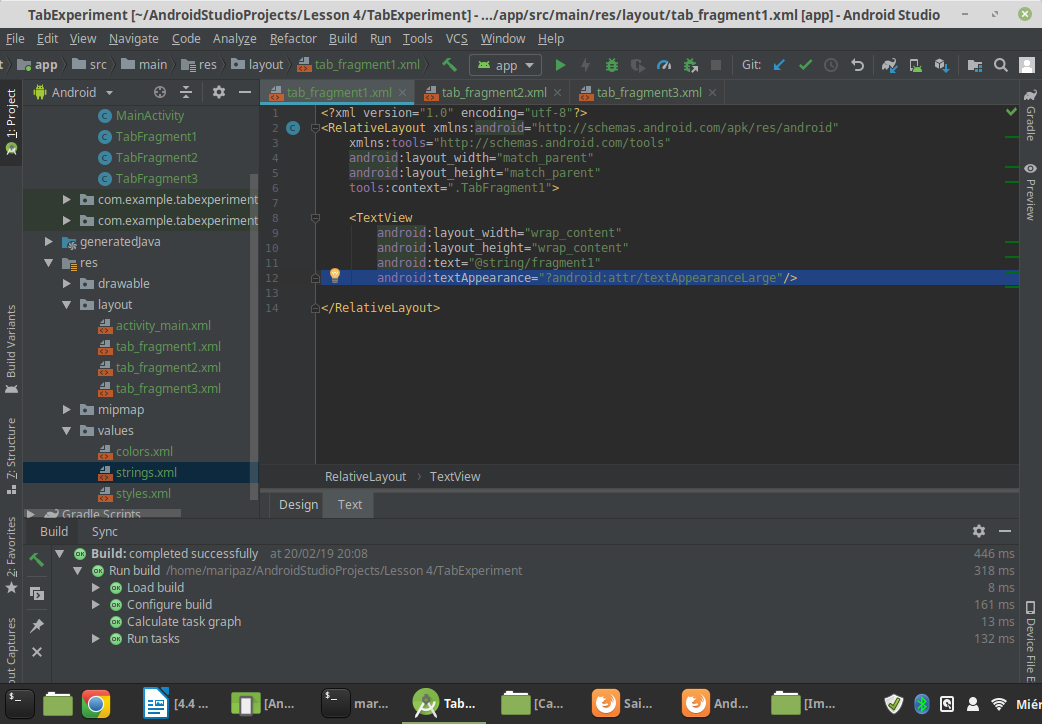 TabExperiment [~/AndroidStudioProjects/Lesson 4/TabExperiment] - .../app/src/main/res/layout/tab_fragment1.xml [app] - Android Studio
File Edit View Navigate Code Analyze Refactor Build Run Tools VCS Window Help
app src main res layout tab_fragment1.xml app Git:
Android tab_fragment1.xml tab_fragment2.xml tab_fragment3.xml
1: Project
Build Variants
7: Structure
2: Favorites
out Captures
MainActivity
TabFragment1
TabFragment2
TabFragment3
com.example.tabexperiment
com.example.tabexperiment
generatedJava
res
drawable
layout
activity_main.xml
tab_fragment1.xml
tab_fragment2.xml
tab_fragment3.xml
mipmap
values
colors.xml
strings.xml
styles.xml
Gradle Scripts
1 <?xml version="1.0" encoding="utf-8"?>
2 <RelativeLayout xmlns:android="http://schemas.android.com/apk/res/android"
3 xmlns:tools="http://schemas.android.com/tools"
4 android:layout_width="match_parent"
5 android:layout_height="match_parent"
6 tools:context=".TabFragment1">
7
8 <TextView
9 android:layout_width="wrap_content"
10 android:layout_height="wrap_content"
11 android:text="@string/fragment1"
12 android:textAppearance="?android:attr/textAppearanceLarge"/>
13
14 </RelativeLayout>
RelativeLayout TextView
Design Text
Gradle
Preview
Device File E
Build Sync
Build: completed successfully at 20/02/19 20:08 446 ms
Run build /home/maripaz/AndroidStudioProjects/Lesson 4/TabExperiment 318 ms
Load build 8 ms
Configure build 161 ms
Calculate task graph 13 ms
Run tasks 132 ms
[4.4 ... [An... mar... Tab... [Ca... Sai... And... [Im... Miér